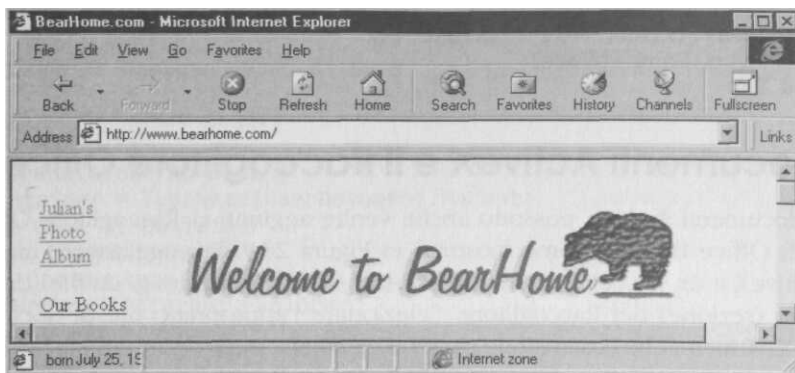 BearHome.com - Microsoft Internet Explorer
File Edit View Go Favorites Help
Back Forward Stop Refresh Home Search Favorites History Channels Fullscreen
Address http://www.bearhome.com/ Links
Julian's
Photo
Album
Welcome to BearHome
Our Books
born July 25, 19
Internet zone